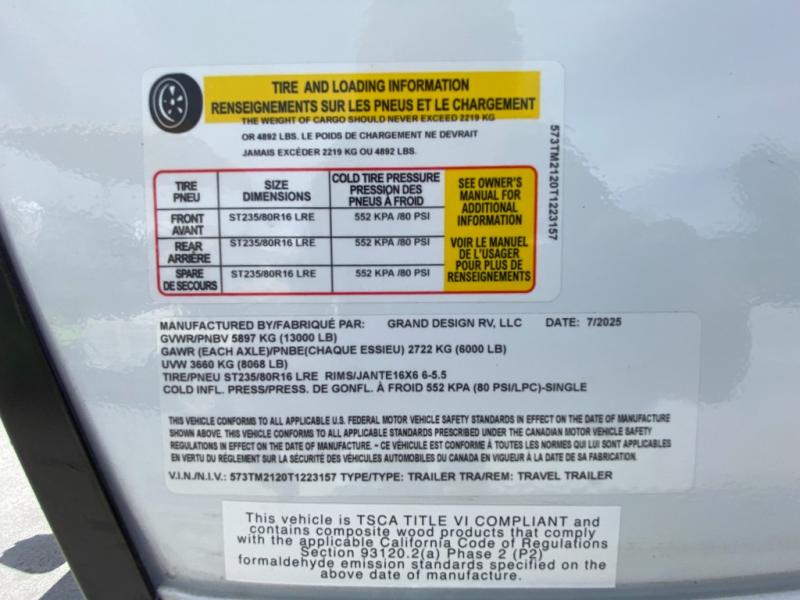 TIRE AND LOADING INFORMATION
RENSEIGNEMENTS SUR LES PNEUS ET LE CHARGEMENT
THE WEIGHT OF CARGO SHOULD NEVER EXCEED 2219 KG
OR 4892 LBS. LE POIDS DE CHARGEMENT NE DEVRAIT
JAMAIS EXCÉDER 2219 KG OU 4892 LBS.
TIRE PNEU SIZE DIMENSIONS COLD TIRE PRESSURE PRESSION DES PNEUS À FROID
FRONT AVANT ST235/80R16 LRE 552 KPA /80 PSI
REAR ARRIÈRE ST235/80R16 LRE 552 KPA /80 PSI
SPARE DE SECOURS ST235/80R16 LRE 552 KPA /80 PSI
SEE OWNER'S
MANUAL FOR
ADDITIONAL
INFORMATION
VOIR LE MANUEL
DE L'USAGER
POUR PLUS DE
RENSEIGNEMENTS
573TM2120T1223157
MANUFACTURED BY/FABRIQUÉ PAR: GRAND DESIGN RV, LLC DATE: 7/2025
GVWR/PNBV 5897 KG (13000 LB)
GAWR (EACH AXLE)/PNBE(CHAQUE ESSIEU) 2722 KG (6000 LB)
UVW 3660 KG (8068 LB)
TIRE/PNEU ST235/80R16 LRE RIMS/JANTE16X6 6-5.5
COLD INFL. PRESS/PRESS. DE GONFL. À FROID 552 KPA (80 PSI/LPC)-SINGLE
THIS VEHICLE CONFORMS TO ALL APPLICABLE U.S. FEDERAL MOTOR VEHICLE SAFETY STANDARDS IN EFFECT ON THE DATE OF MANUFACTURE
SHOWN ABOVE. THIS VEHICLE CONFORMS TO ALL APPLICABLE STANDARDS PRESCRIBED UNDER THE CANADIAN MOTOR VEHICLE SAFETY
REGULATIONS IN EFFECT ON THE DATE OF MANUFACTURE. - CE VÉHICULE EST CONFORME À TOUTES LES NORMES QUI LUI SONT APPLICABLES
EN VERTU DU RÈGLEMENT SUR LA SÉCURITÉ DES VÉHICULES AUTOMOBILES DU CANADA EN VIGUEUR À LA DATE DE SA FABRICATION.
V.I.N./N.I.V.: 573TM2120T1223157 TYPE/TYPE: TRAILER TRA/REM: TRAVEL TRAILER
This vehicle is TSCA TITLE VI COMPLIANT and
contains composite wood products that comply
with the applicable California Code of Regulations
Section 93120.2(a) Phase 2 (P2)
formaldehyde emission standards specified on the
above date of manufacture.